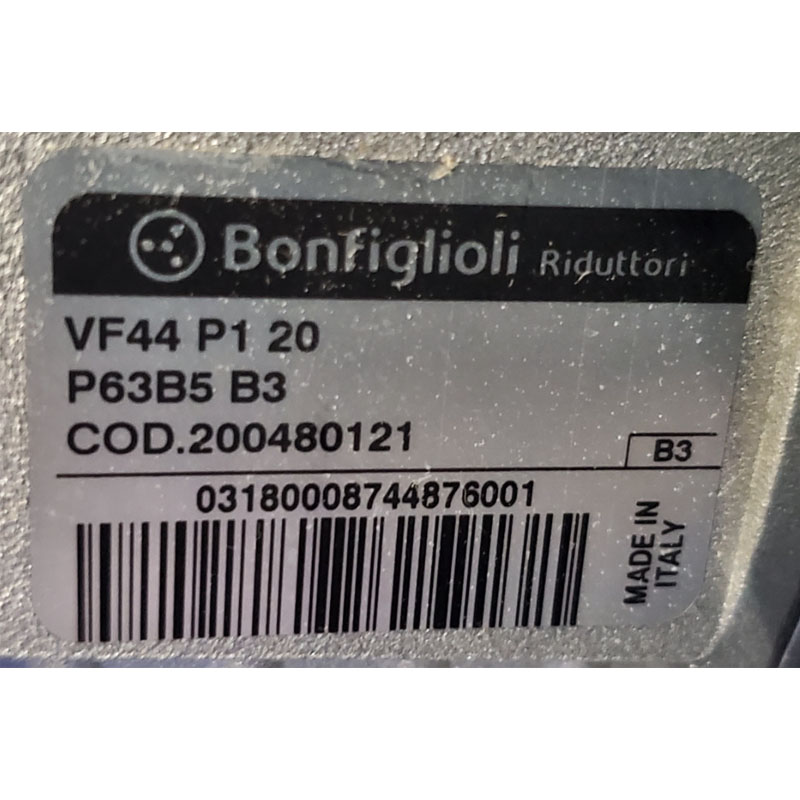 Bonfiglioli Riduttori
VF44 P1 20
P63B5 B3
COD.200480121
B3
03180008744876001
MADE IN
ITALY